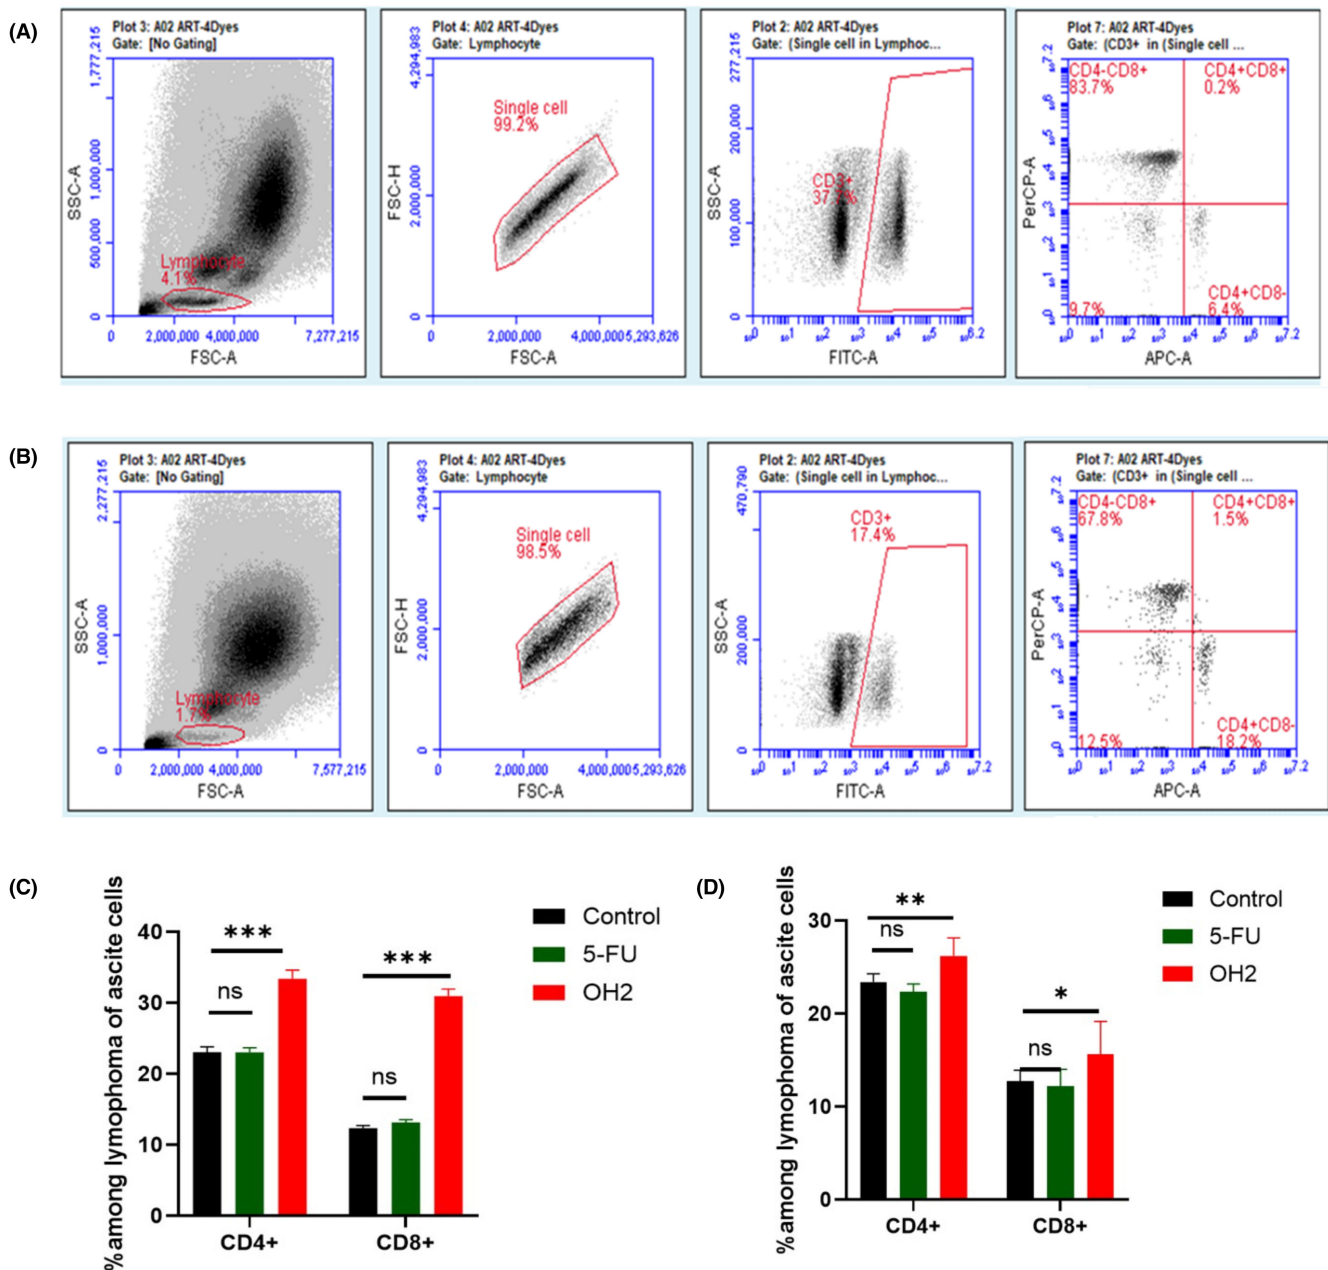 (A)
Plot 3: A02 ART-4Dyes
Gate: [No Gating]
1,777,215
1,000,000
500,000
0
SSC-A
Lymphocyte
4.1%
0
2,000,000
4,000,000
7,277,215
FSC-A
Plot 4: A02 ART-4Dyes
Gate: Lymphocyte
4,294,983
2,000,000
0
FSC-H
Single cell
99.2%
0
2,000,000
4,000,000
5,293,626
FSC-A
Plot 2: A02 ART-4Dyes
Gate: (Single cell in Lymphoc...
277,215
200,000
100,000
0
SSC-A
CD3+
FITC-A
Plot 7: A02 ART-4Dyes
Gate: (CD3+ in (Single cell ...
CD4-CD8+
83.7%
CD4+CD8+
0.2%
PerCP-A
9.7%
CD4+CD8-
6.4%
APC-A
(B)
Plot 3: A02 ART-4Dyes
Gate: [No Gating]
2,277,215
1,000,000
0
SSC-A
Lymphocyte
1.7%
0
2,000,000
4,000,000
7,577,215
FSC-A
Plot 4: A02 ART-4Dyes
Gate: Lymphocyte
4,294,983
2,000,000
0
FSC-H
Single cell
98.5%
0
2,000,000
4,000,000
5,293,626
FSC-A
Plot 2: A02 ART-4Dyes
Gate: (Single cell in Lymphoc...
470,790
200,000
0
SSC-A
CD3+
17.4%
FITC-A
Plot 7: A02 ART-4Dyes
Gate: (CD3+ in (Single cell ...
CD4-CD8+
67.8%
CD4+CD8+
1.5%
PerCP-A
12.5%
CD4+CD8-
18.2%
APC-A
(C)
%among lymophoma of ascite cells
40
30
20
10
0
***
ns
***
ns
CD4+
CD8+
Control
5-FU
OH2
(D)
%among lymophoma of ascite cells
30
20
10
0
**
ns
*
ns
CD4+
CD8+
Control
5-FU
OH2